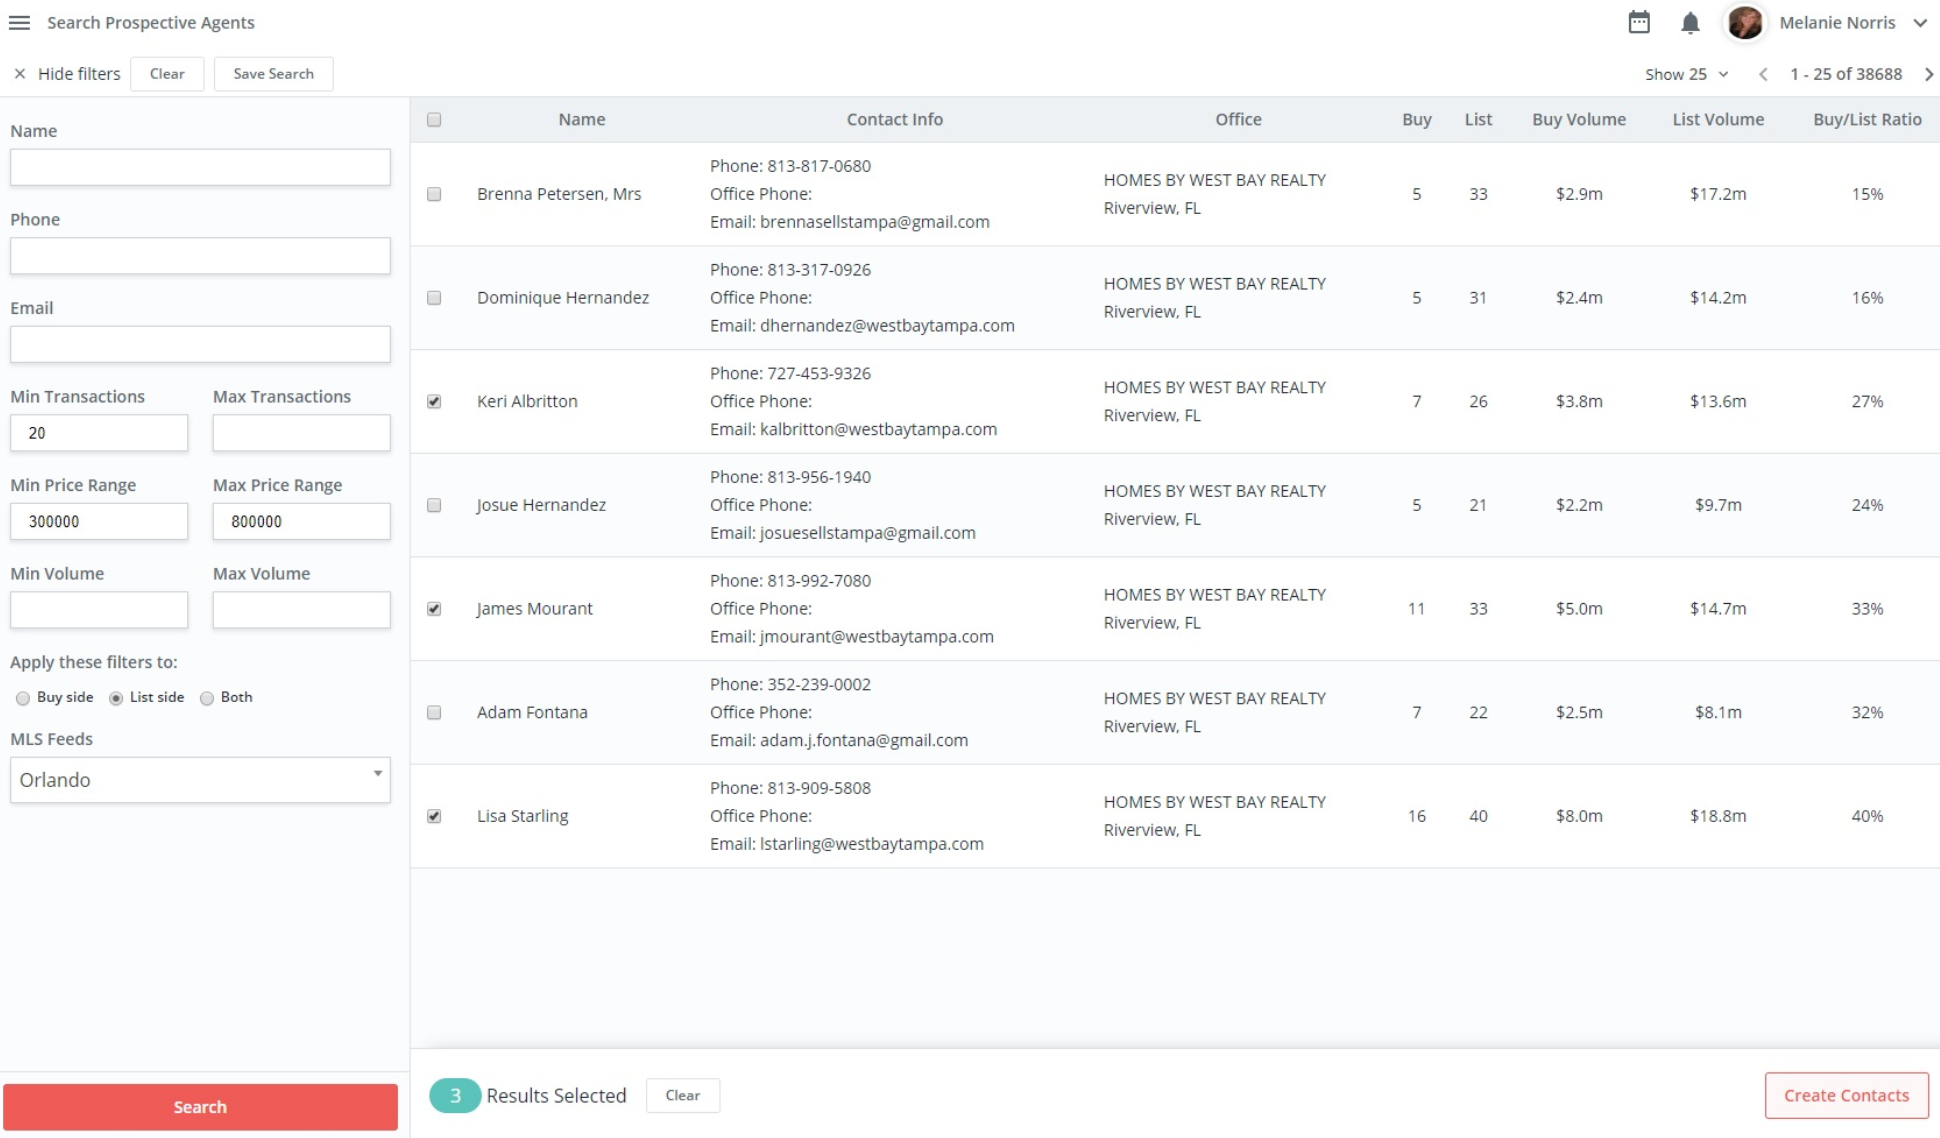 Search Prospective Agents
Melanie Norris
× Hide filters Clear Save Search
Show 25 1 - 25 of 38688
Name
Phone
Email
Min Transactions Max Transactions
20
Min Price Range Max Price Range
300000 800000
Min Volume Max Volume
Apply these filters to:
Buy side List side Both
MLS Feeds
Orlando
Search
Name Contact Info Office Buy List Buy Volume List Volume Buy/List Ratio
Phone: 813-817-0680
HOMES BY WEST BAY REALTY
Brenna Petersen, Mrs Office Phone: 5 33 $2.9m $17.2m 15%
Riverview, FL
Email: brennasellstampa@gmail.com
Phone: 813-317-0926
HOMES BY WEST BAY REALTY
Dominique Hernandez Office Phone: 5 31 $2.4m $14.2m 16%
Riverview, FL
Email: dhernandez@westbaytampa.com
Phone: 727-453-9326
HOMES BY WEST BAY REALTY
Keri Albritton Office Phone: 7 26 $3.8m $13.6m 27%
Riverview, FL
Email: kalbritton@westbaytampa.com
Phone: 813-956-1940
HOMES BY WEST BAY REALTY
Josue Hernandez Office Phone: 5 21 $2.2m $9.7m 24%
Riverview, FL
Email: josuesellstampa@gmail.com
Phone: 813-992-7080
HOMES BY WEST BAY REALTY
James Mourant Office Phone: 11 33 $5.0m $14.7m 33%
Riverview, FL
Email: jmourant@westbaytampa.com
Phone: 352-239-0002
HOMES BY WEST BAY REALTY
Adam Fontana Office Phone: 7 22 $2.5m $8.1m 32%
Riverview, FL
Email: adam.j.fontana@gmail.com
Phone: 813-909-5808
HOMES BY WEST BAY REALTY
Lisa Starling Office Phone: 16 40 $8.0m $18.8m 40%
Riverview, FL
Email: lstarling@westbaytampa.com
3 Results Selected Clear Create Contacts